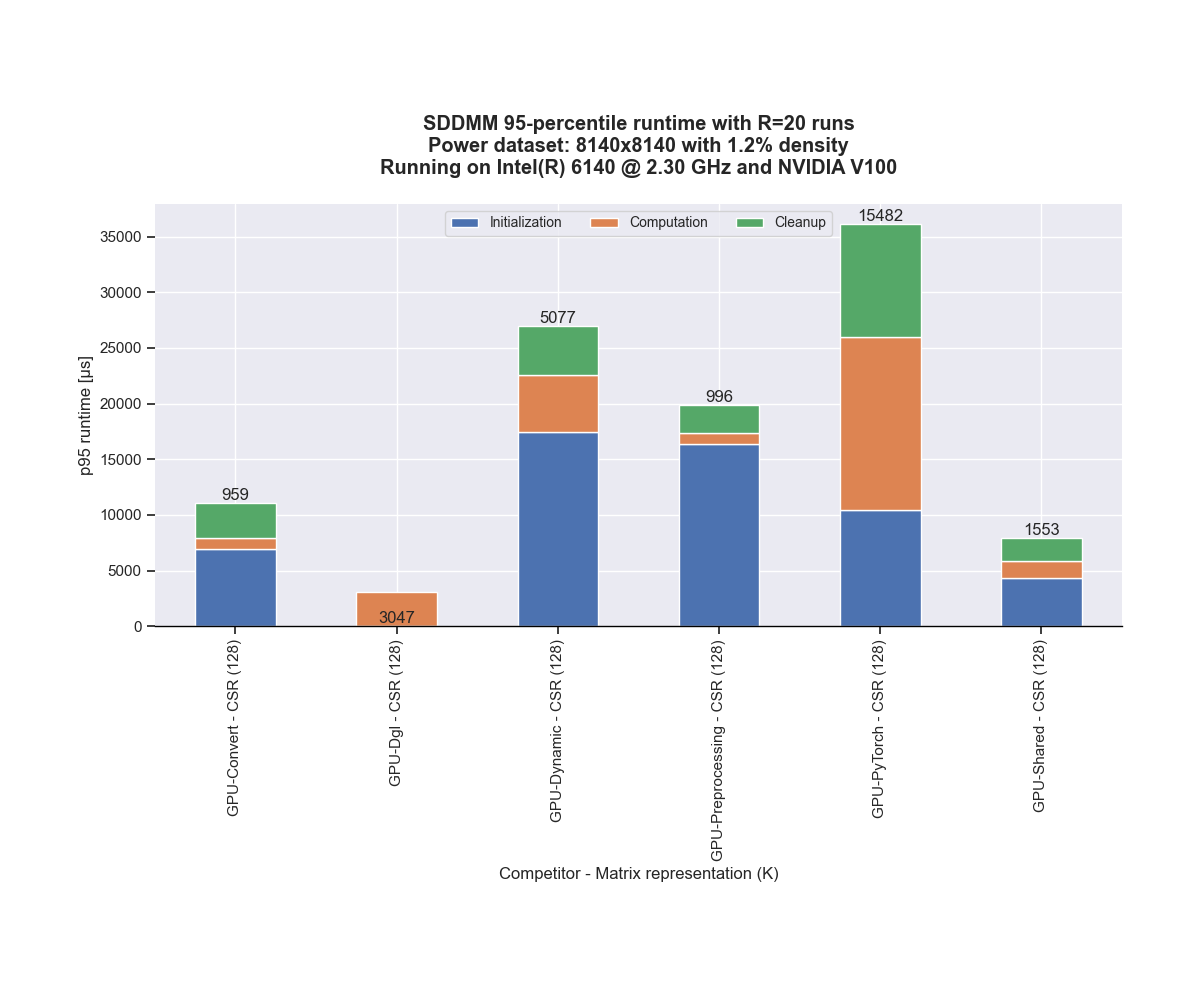 SDDMM 95-percentile runtime with R=20 runs
Power dataset: 8140x8140 with 1.2% density
Running on Intel(R) 6140 @ 2.30 GHz and NVIDIA V100
Initialization
Computation
Cleanup
p95 runtime [µs]
35000
30000
25000
20000
15000
10000
5000
0
959
3047
5077
996
15482
1553
GPU-Convert - CSR (128)
GPU-Dgl - CSR (128)
GPU-Dynamic - CSR (128)
GPU-Preprocessing - CSR (128)
GPU-PyTorch - CSR (128)
GPU-Shared - CSR (128)
Competitor - Matrix representation (K)